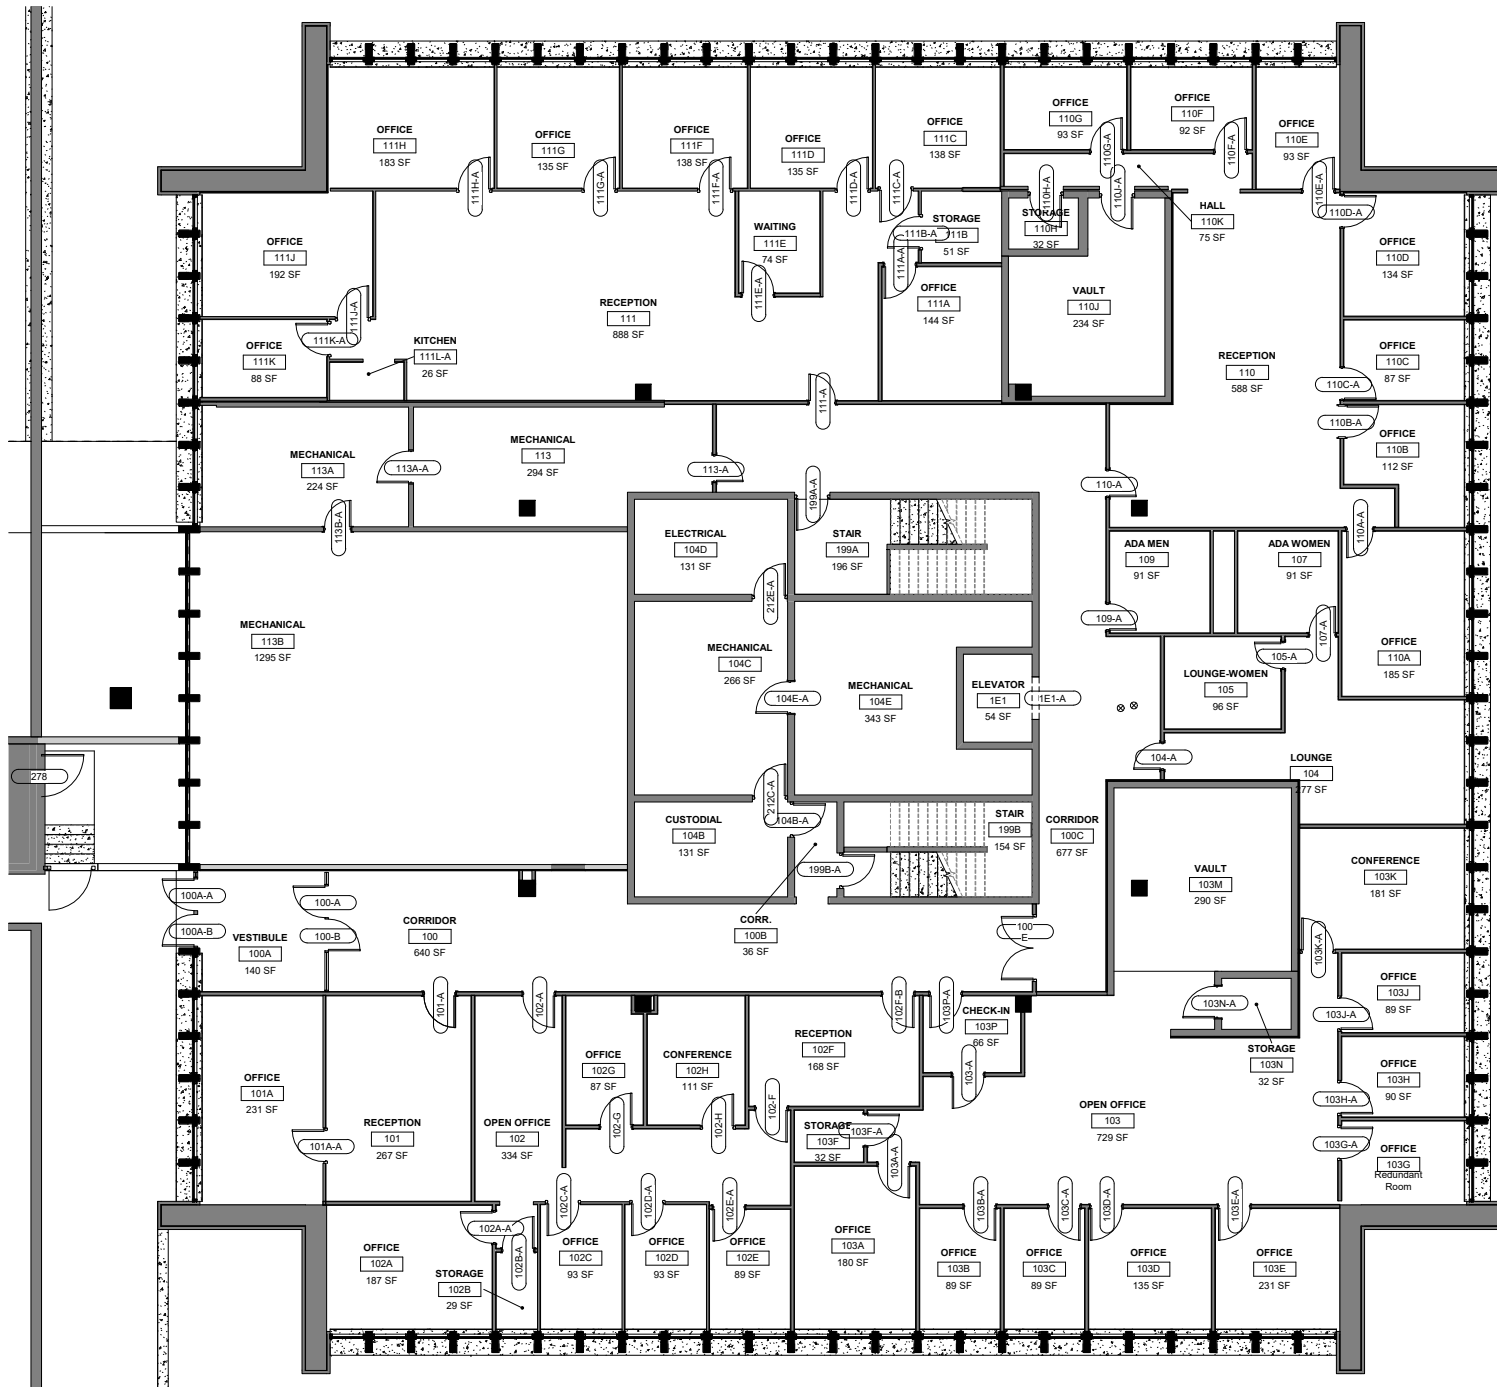 OFFICE
111H
183 SF
OFFICE
111G
135 SF
OFFICE
111F
138 SF
OFFICE
111D
135 SF
OFFICE
111C
138 SF
OFFICE
110G
93 SF
OFFICE
110F
92 SF
OFFICE
110E
93 SF
111H-A
111G-A
111F-A
111D-A
111C-A
110G-A
110F-A
110E-A
110H-A
110J-A
110D-A
OFFICE
111J
192 SF
WAITING
111E
74 SF
STORAGE
111B
51 SF
111B-A
111A-A
STORAGE
110H
32 SF
HALL
110K
75 SF
OFFICE
110D
134 SF
111J-A
111E-A
RECEPTION
111
888 SF
OFFICE
111A
144 SF
VAULT
110J
234 SF
OFFICE
111K
88 SF
111K-A
KITCHEN
111L-A
26 SF
RECEPTION
110
588 SF
OFFICE
110C
87 SF
110C-A
110B-A
111-A
OFFICE
110B
112 SF
MECHANICAL
113A
224 SF
113A-A
MECHANICAL
113
294 SF
113-A
110-A
113B-A
199A-A
110A-A
ELECTRICAL
104D
131 SF
STAIR
199A
196 SF
ADA MEN
109
91 SF
ADA WOMEN
107
91 SF
212E-A
109-A
107-A
MECHANICAL
113B
1295 SF
MECHANICAL
104C
266 SF
105-A
OFFICE
110A
185 SF
LOUNGE-WOMEN
105
96 SF
104E-A
MECHANICAL
104E
343 SF
ELEVATOR
1E1
54 SF
1E1-A
104-A
LOUNGE
104
277 SF
278
212C-A
CUSTODIAL
104B
131 SF
104B-A
STAIR
199B
154 SF
CORRIDOR
100C
677 SF
199B-A
VAULT
103M
290 SF
CONFERENCE
103K
181 SF
100A-A
100-A
100A-B
100-B
VESTIBULE
100A
140 SF
CORRIDOR
100
640 SF
CORR.
100B
36 SF
100
E
103K-A
101-A
102-A
102F-B
103P-A
103N-A
OFFICE
103J
89 SF
103J-A
CHECK-IN
103P
66 SF
STORAGE
103N
32 SF
OFFICE
101A
231 SF
OFFICE
102G
87 SF
CONFERENCE
102H
111 SF
RECEPTION
102F
168 SF
103-A
OFFICE
103H
90 SF
103H-A
102-G
102-H
102-F
OPEN OFFICE
103
729 SF
RECEPTION
101
267 SF
OPEN OFFICE
102
334 SF
STORAGE
103F
32 SF
103F-A
101A-A
103A-A
103G-A
OFFICE
103G
Redundant
Room
102C-A
102D-A
102E-A
103B-A
103C-A
103D-A
103E-A
102A-A
102B-A
OFFICE
102A
187 SF
STORAGE
102B
29 SF
OFFICE
102C
93 SF
OFFICE
102D
93 SF
OFFICE
102E
89 SF
OFFICE
103A
180 SF
OFFICE
103B
89 SF
OFFICE
103C
89 SF
OFFICE
103D
135 SF
OFFICE
103E
231 SF